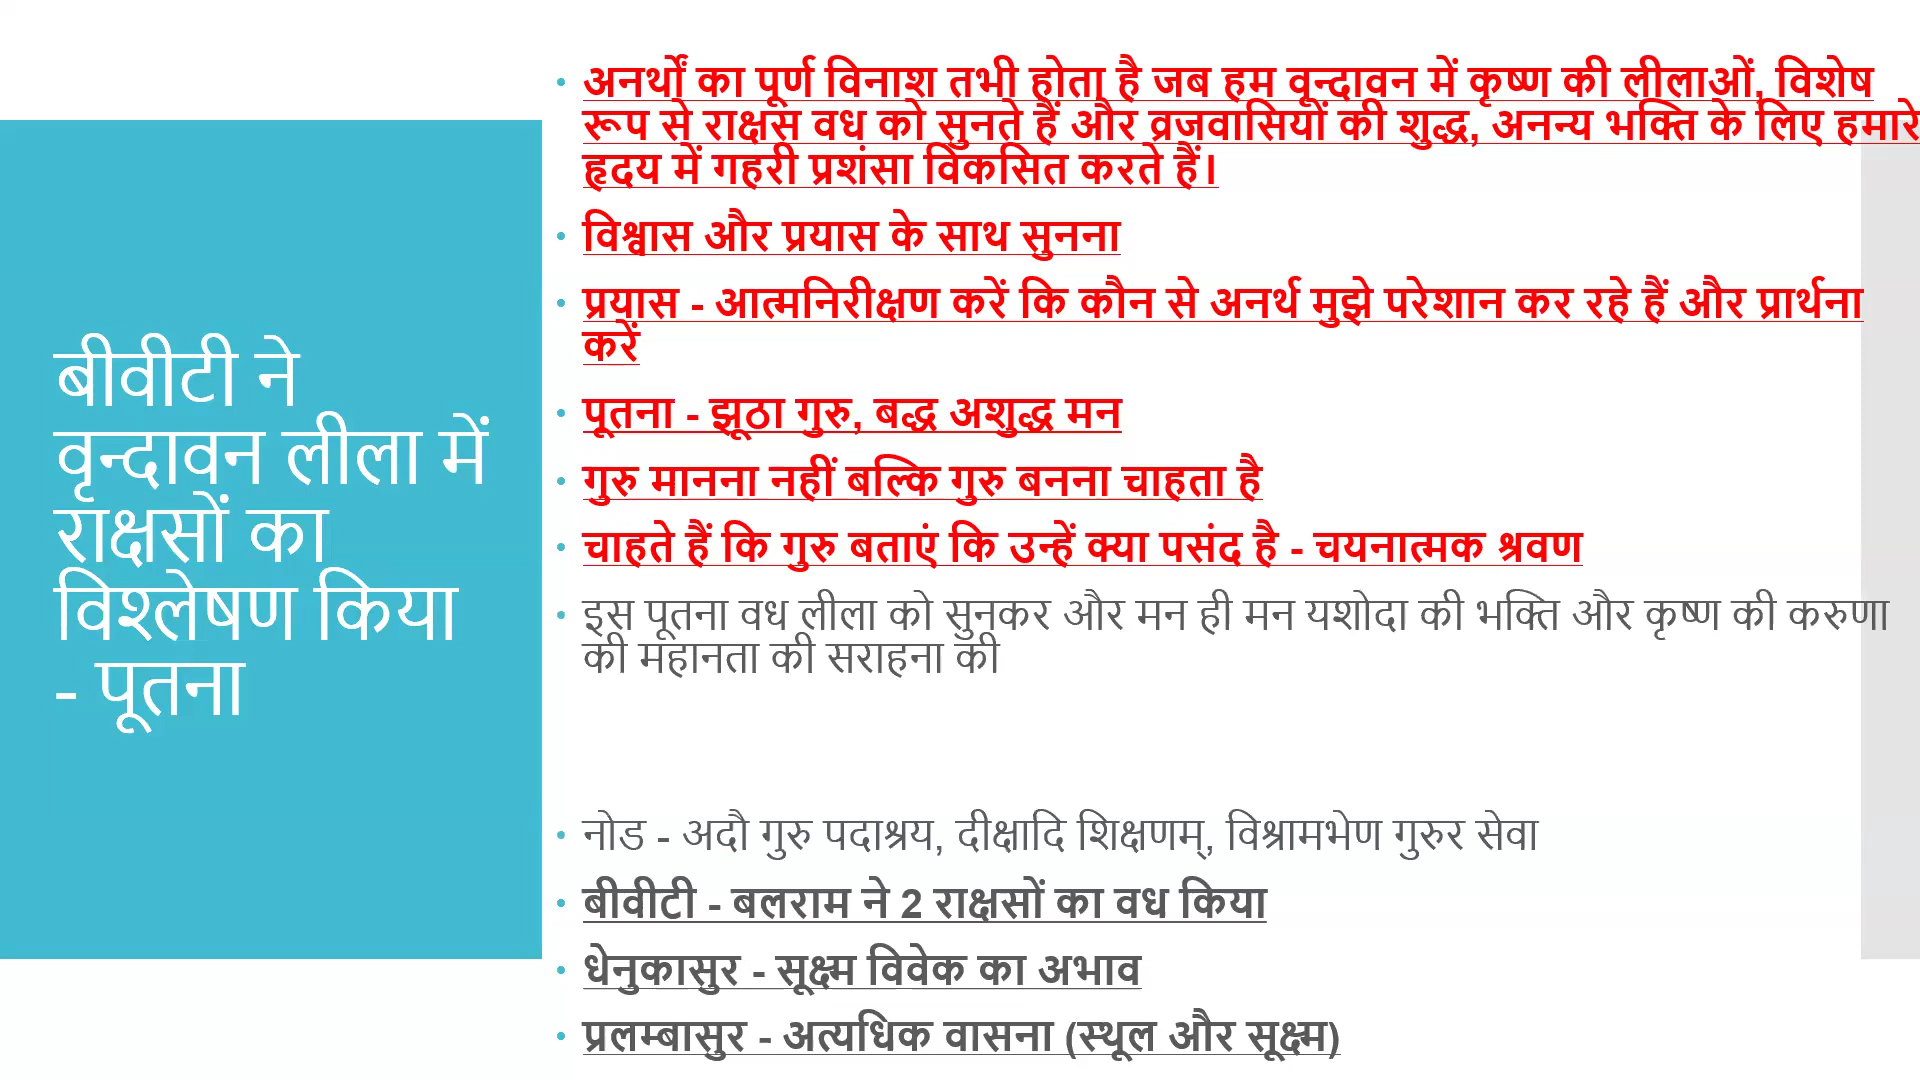 बीवीटी ने
वृन्दावन लीला में
राक्षसों का
विश्लेषण किया
- पूतना
• अनर्थों का पूर्ण विनाश तभी होता है जब हम वृन्दावन में कृष्ण की लीलाओं, विशेष
रूप से राक्षस वध को सुनते हैं और व्रजवासियों की शुद्ध, अनन्य भक्ति के लिए हमारे
हृदय में गहरी प्रशंसा विकसित करते हैं।
• विश्वास और प्रयास के साथ सुनना
• प्रयास - आत्मनिरीक्षण करें कि कौन से अनर्थ मुझे परेशान कर रहे हैं और प्रार्थना
करें
• पूतना - झूठा गुरु, बद्ध अशुद्ध मन
• गुरु मानना नहीं बल्कि गुरु बनना चाहता है
• चाहते हैं कि गुरु बताएं कि उन्हें क्या पसंद है - चयनात्मक श्रवण
• इस पूतना वध लीला को सुनकर और मन ही मन यशोदा की भक्ति और कृष्ण की करुणा
की महानता की सराहना की
• नोड - अदौ गुरु पदाश्रय, दीक्षादि शिक्षणम्, विश्रामभेण गुरुर सेवा
• बीवीटी - बलराम ने 2 राक्षसों का वध किया
• धेनुकासुर - सूक्ष्म विवेक का अभाव
• प्रलम्बासुर - अत्यधिक वासना (स्थूल और सूक्ष्म)